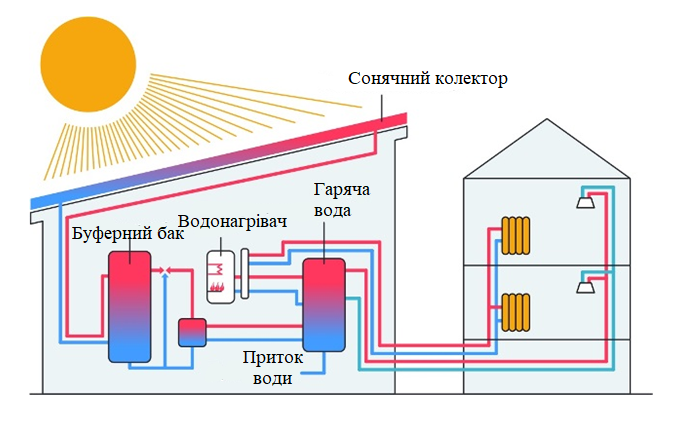 Сонячний колектор
Гаряча
вода
Водонагрівач
Буферний бак
Приток
води